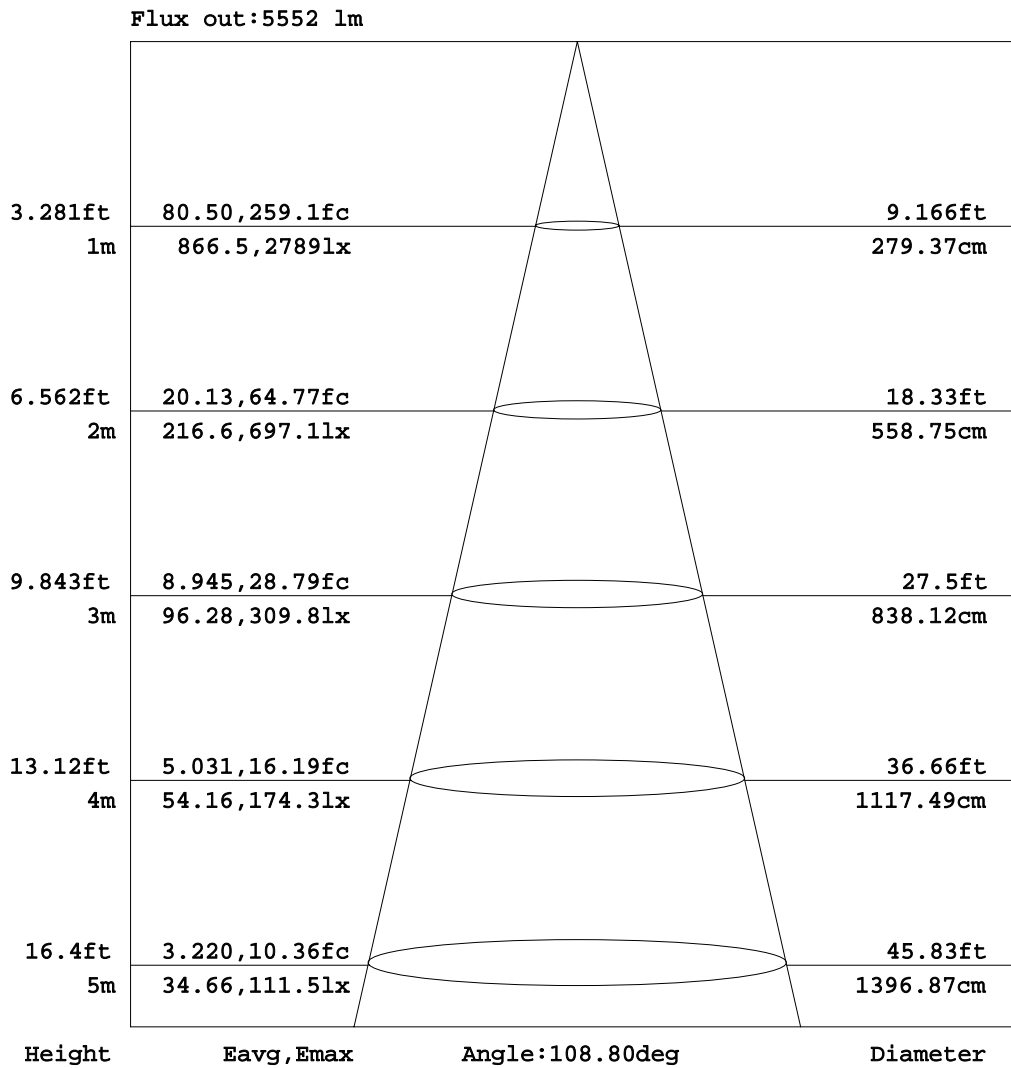 Flux out:5552 lm
3.281ft 80.50,259.1fc 9.166ft
1m 866.5,2789lx 279.37cm
6.562ft 20.13,64.77fc 18.33ft
2m 216.6,697.1lx 558.75cm
9.843ft 8.945,28.79fc 27.5ft
3m 96.28,309.8lx 838.12cm
13.12ft 5.031,16.19fc 36.66ft
4m 54.16,174.3lx 1117.49cm
16.4ft 3.220,10.36fc 45.83ft
5m 34.66,111.5lx 1396.87cm
Height Eavg,Emax Angle:108.80deg Diameter